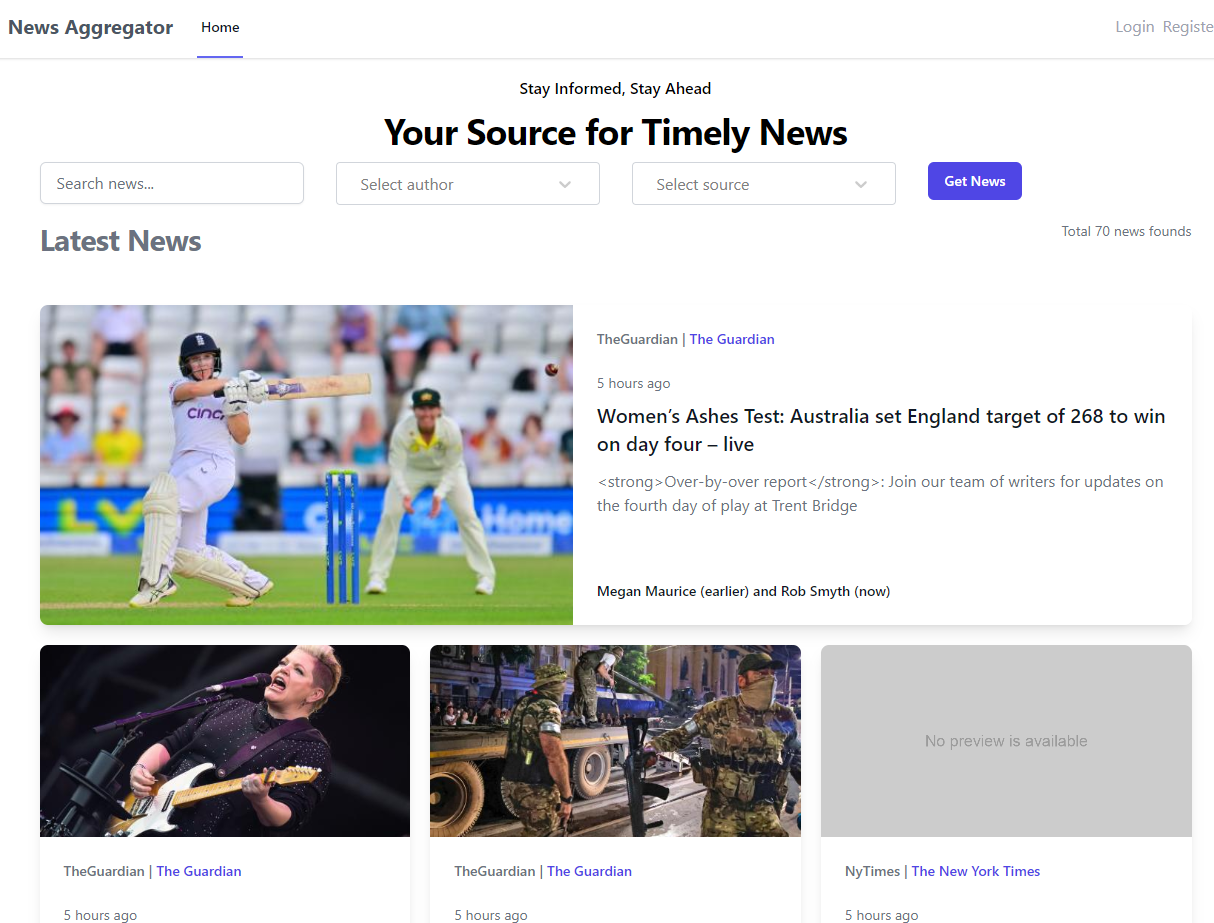 News Aggregator
Home
Login Registe
Stay Informed, Stay Ahead
Your Source for Timely News
Search news...
Select author
Select source
Get News
Latest News
Total 70 news founds
cinch
LV
Home
TheGuardian | The Guardian
5 hours ago
Women’s Ashes Test: Australia set England target of 268 to win
on day four – live
<strong>Over-by-over report</strong>: Join our team of writers for updates on
the fourth day of play at Trent Bridge
Megan Maurice (earlier) and Rob Smyth (now)
No preview is available
TheGuardian | The Guardian
5 hours ago
TheGuardian | The Guardian
5 hours ago
NyTimes | The New York Times
5 hours ago